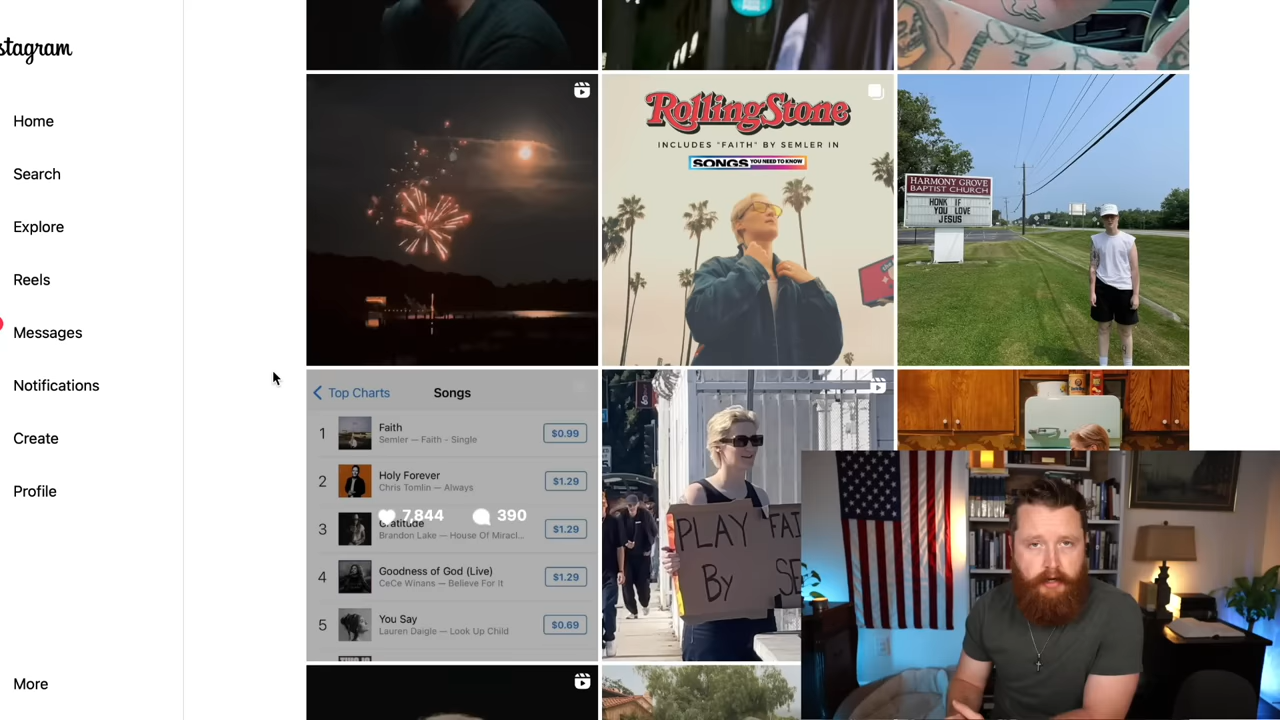 stagram
Home
Search
Explore
Reels
Messages
Notifications
Create
Profile
More
RollingStone
INCLUDES "FAITH" BY SEMLER IN
SONGS YOU NEED TO KNOW
HARMONY GROVE
BAPTIST CHURCH
HONK IF
YOU LOVE
JESUS
Top Charts
Songs
1
Faith
Semler — Faith - Single
$0.99
2
Holy Forever
Chris Tomlin — Always
$1.29
3
Gratitude
Brandon Lake — House Of Miracl...
$1.29
7,844
390
4
Goodness of God (Live)
CeCe Winans — Believe For It
$1.29
5
You Say
Lauren Daigle — Look Up Child
$0.69
PLAY FAI
By SE